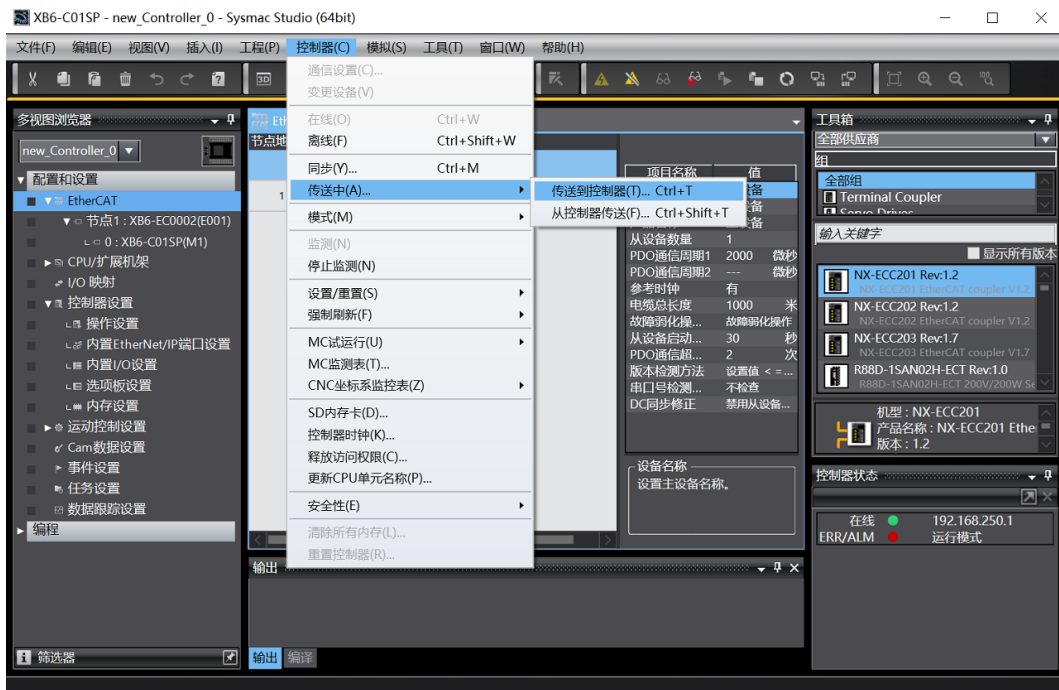 XB6-C01SP - new_Controller_0 - Sysmac Studio (64bit)
文件(F) 编辑(E) 视图(V) 插入(I) 工程(P) 控制器(C) 模拟(S) 工具(T) 窗口(W) 帮助(H)
多视图浏览器
new_Controller_0
配置和设置
EtherCAT
节点1 : XB6-EC0002(E001)
0 : XB6-C01SP(M1)
CPU/扩展机架
I/O 映射
控制器设置
操作设置
内置EtherNet/IP端口设置
内置I/O设置
选项板设置
内存设置
运动控制设置
Cam数据设置
事件设置
任务设置
数据跟踪设置
编程
筛选器
3D
节点地
1
通信设置(C)...
变更设备(V)
在线(O) Ctrl+W
离线(F) Ctrl+Shift+W
同步(Y)... Ctrl+M
传送中(A)...
模式(M)
监测(N)
停止监测(N)
设置/重置(S)
强制刷新(F)
MC试运行(U)
MC监测表(T)...
CNC坐标系监控表(Z)
SD内存卡(D)...
控制器时钟(K)...
释放访问权限(C)...
更新CPU单元名称(P)...
安全性(E)
清除所有内存(L)...
重置控制器(R)...
传送到控制器(T)... Ctrl+T
从控制器传送(F)... Ctrl+Shift+T
项目名称 值
从设备数量 1
PDO通信周期1 2000 微秒
PDO通信周期2 --- 微秒
参考时钟 有
电缆总长度 1000 米
故障弱化操... 故障弱化操作
从设备启动... 30 秒
PDO通信超... 2 次
版本检测方法 设置值 < =...
串口号检测... 不检查
DC同步修正 禁用从设备...
设备名称
设置主设备名称。
输出
输出 编译
工具箱
全部供应商
组
全部组
Terminal Coupler
Servo Drives
输入关键字
显示所有版本
NX-ECC201 Rev:1.2
NX-ECC201 EtherCAT coupler V1.2
NX-ECC202 Rev:1.2
NX-ECC202 EtherCAT coupler V1.2
NX-ECC203 Rev:1.7
NX-ECC203 EtherCAT coupler V1.7
R88D-1SAN02H-ECT Rev:1.0
R88D-1SAN02H-ECT 200V/200W Se
机型 : NX-ECC201
产品名称 : NX-ECC201 Ethe
版本 : 1.2
控制器状态
在线 192.168.250.1
ERR/ALM 运行模式